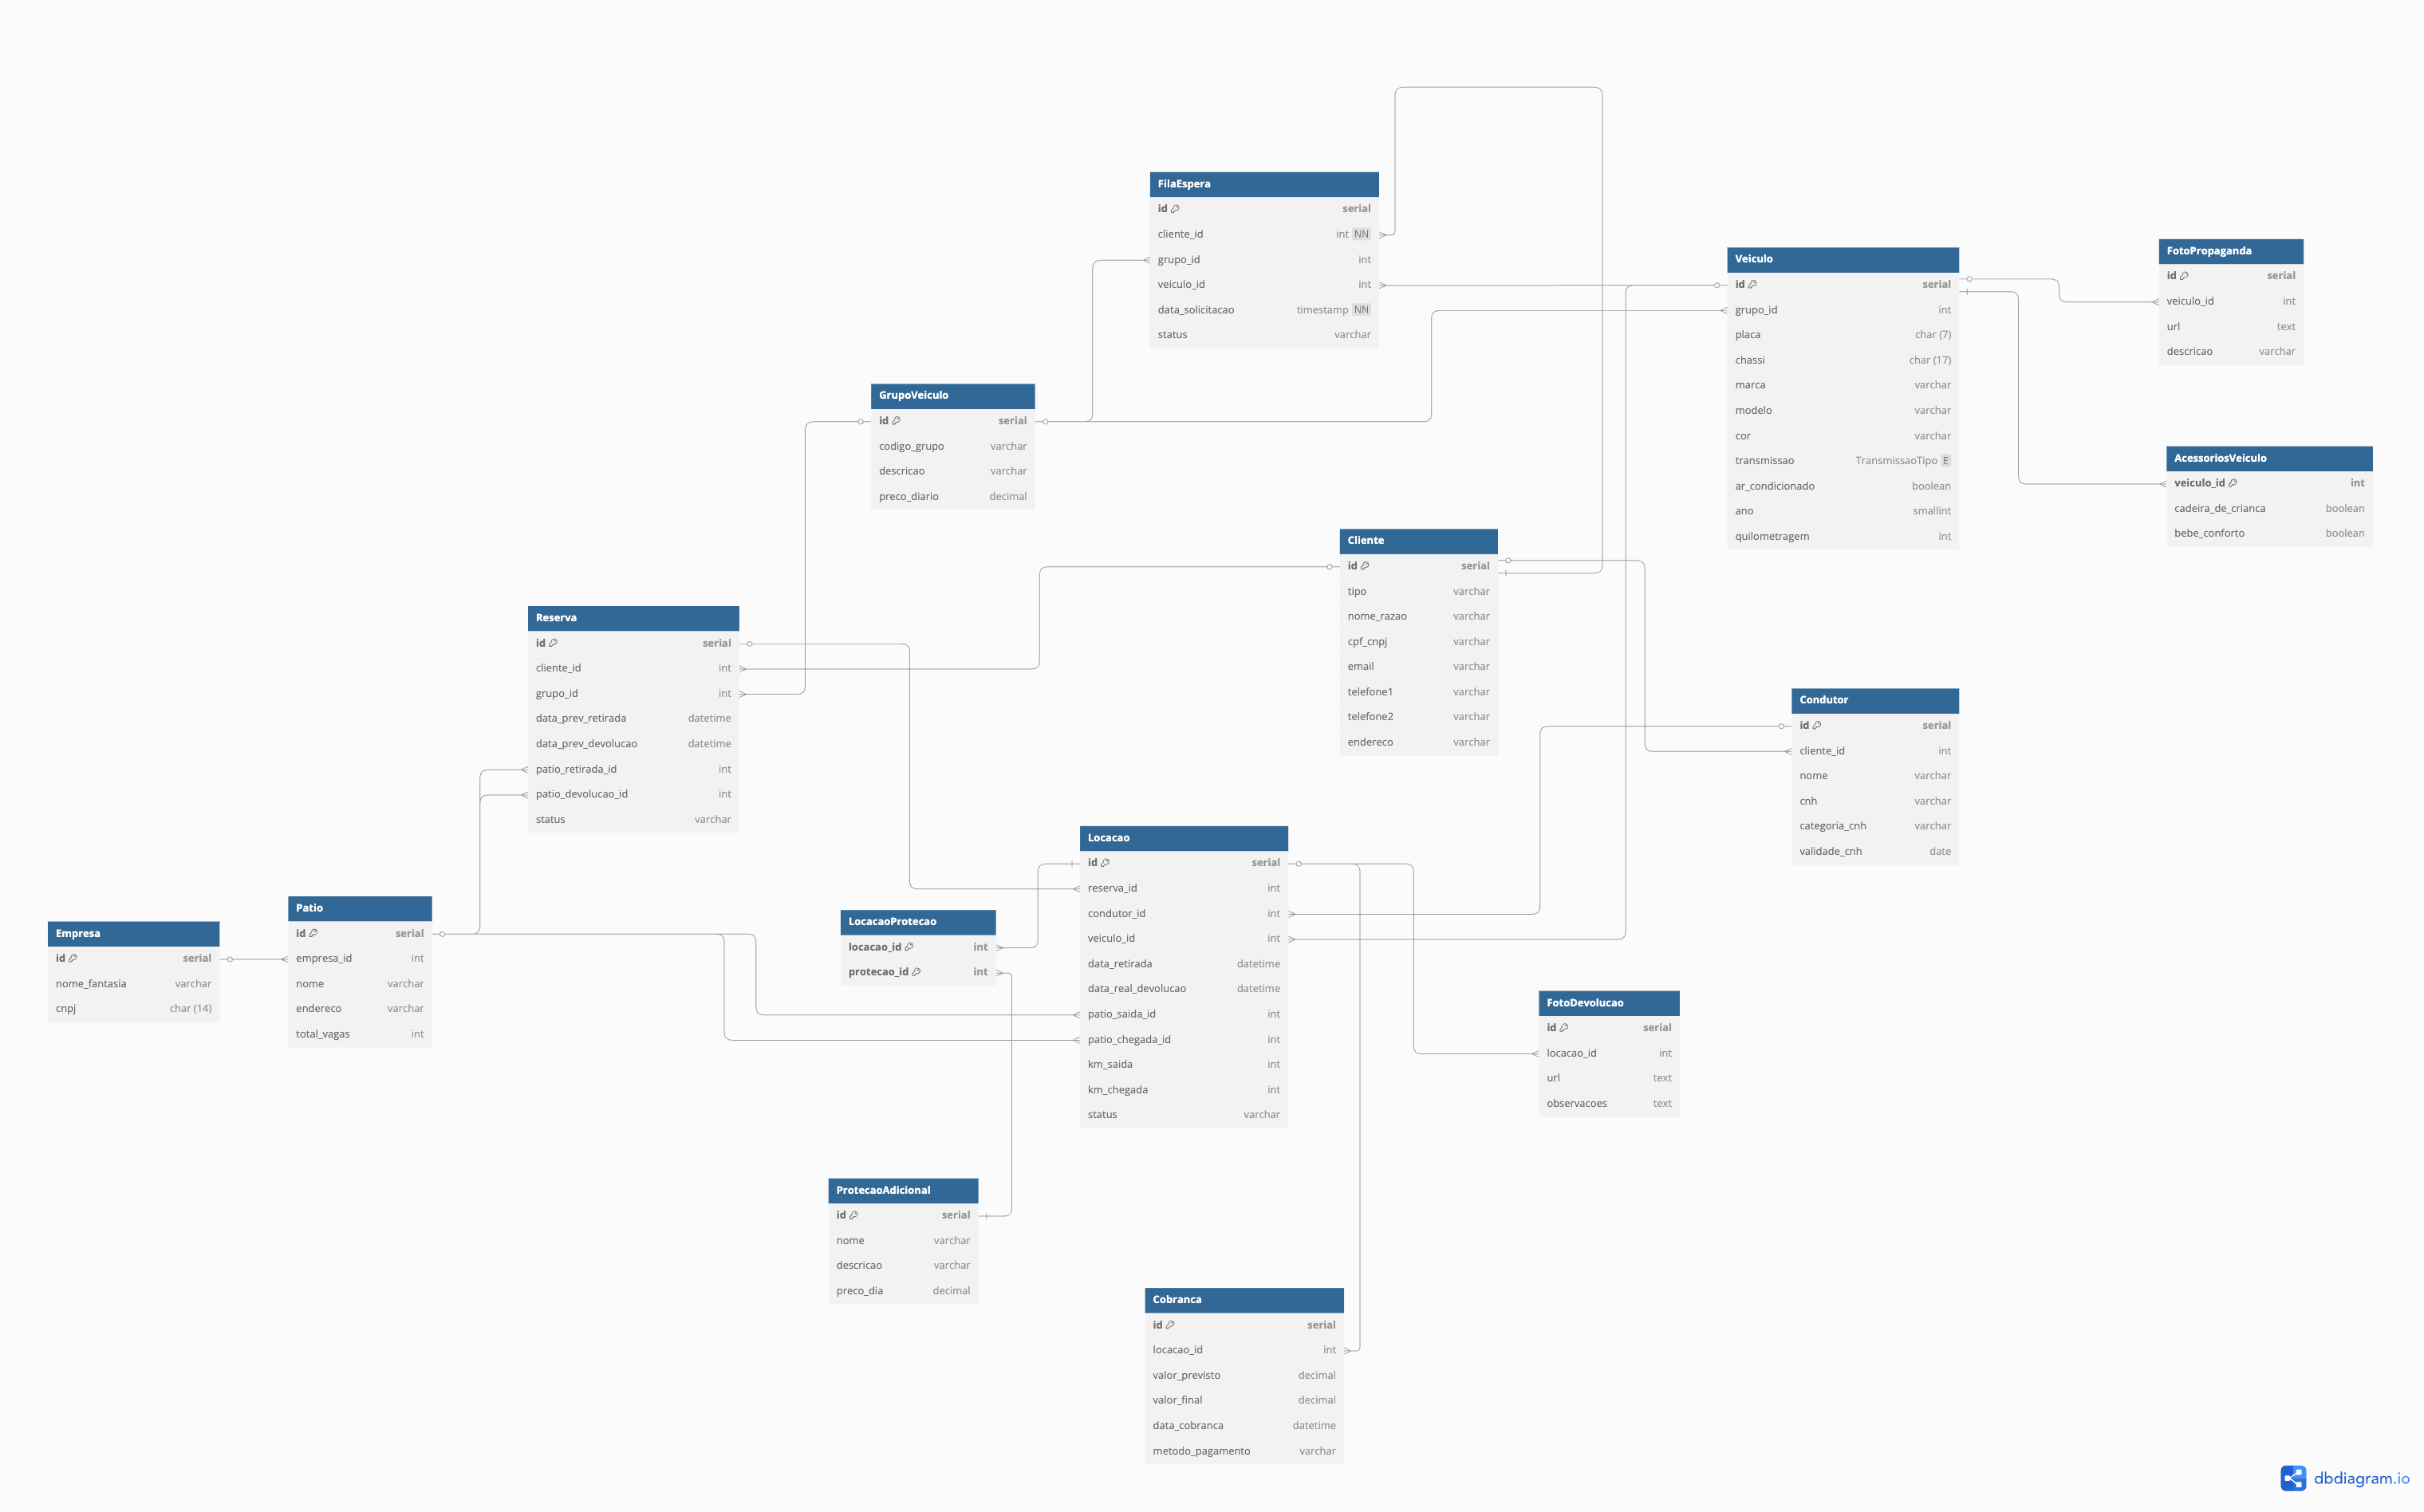 FilaEspera
id serial
cliente_id int NN
grupo_id int
veiculo_id int
data_solicitacao timestamp NN
status varchar
Veiculo
id serial
grupo_id int
placa char (7)
chassi char (17)
marca varchar
modelo varchar
cor varchar
transmissao TransmissaoTipo E
ar_condicionado boolean
ano smallint
quilometragem int
FotoPropaganda
id serial
veiculo_id int
url text
descricao varchar
GrupoVeiculo
id serial
codigo_grupo varchar
descricao varchar
preco_diario decimal
AcessoriosVeiculo
veiculo_id int
cadeira_de_crianca boolean
bebe_conforto boolean
Cliente
id serial
tipo varchar
nome_razao varchar
cpf_cnpj varchar
email varchar
telefone1 varchar
telefone2 varchar
endereco varchar
Reserva
id serial
cliente_id int
grupo_id int
data_prev_retirada datetime
data_prev_devolucao datetime
patio_retirada_id int
patio_devolucao_id int
status varchar
Condutor
id serial
cliente_id int
nome varchar
cnh varchar
categoria_cnh varchar
validade_cnh date
Locacao
id serial
reserva_id int
condutor_id int
veiculo_id int
data_retirada datetime
data_real_devolucao datetime
patio_saida_id int
patio_chegada_id int
km_saida int
km_chegada int
status varchar
Empresa
id serial
nome_fantasia varchar
cnpj char (14)
Patio
id serial
empresa_id int
nome varchar
endereco varchar
total_vagas int
LocacaoProtecao
locacao_id int
protecao_id int
FotoDevolucao
id serial
locacao_id int
url text
observacoes text
ProtecaoAdicional
id serial
nome varchar
descricao varchar
preco_dia decimal
Cobranca
id serial
locacao_id int
valor_previsto decimal
valor_final decimal
data_cobranca datetime
metodo_pagamento varchar
dbdiagram.io